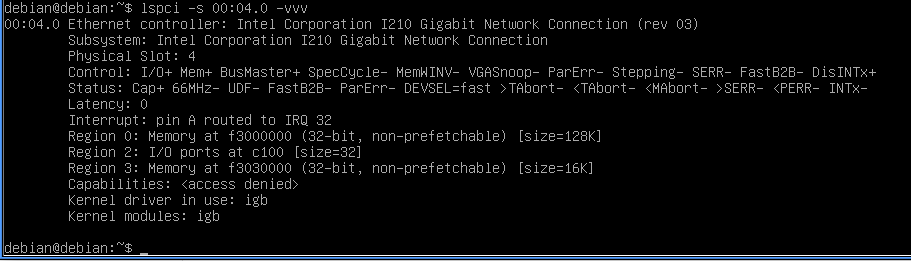 debian@debian:~$ lspci -s 00:04.0 -vvv
00:04.0 Ethernet controller: Intel Corporation I210 Gigabit Network Connection (rev 03)
Subsystem: Intel Corporation I210 Gigabit Network Connection
Physical Slot: 4
Control: I/O+ Mem+ BusMaster+ SpecCycle- MemWINV- VGASnoop- ParErr- Stepping- SERR- FastB2B- DisINTx+
Status: Cap+ 66MHz- UDF- FastB2B- ParErr- DEVSEL=fast >TAbort- <TAbort- <MAbort- >SERR- <PERR- INTx-
Latency: 0
Interrupt: pin A routed to IRQ 32
Region 0: Memory at f3000000 (32-bit, non-prefetchable) [size=128K]
Region 2: I/O ports at c100 [size=32]
Region 3: Memory at f3030000 (32-bit, non-prefetchable) [size=16K]
Capabilities: <access denied>
Kernel driver in use: igb
Kernel modules: igb
debian@debian:~$ _